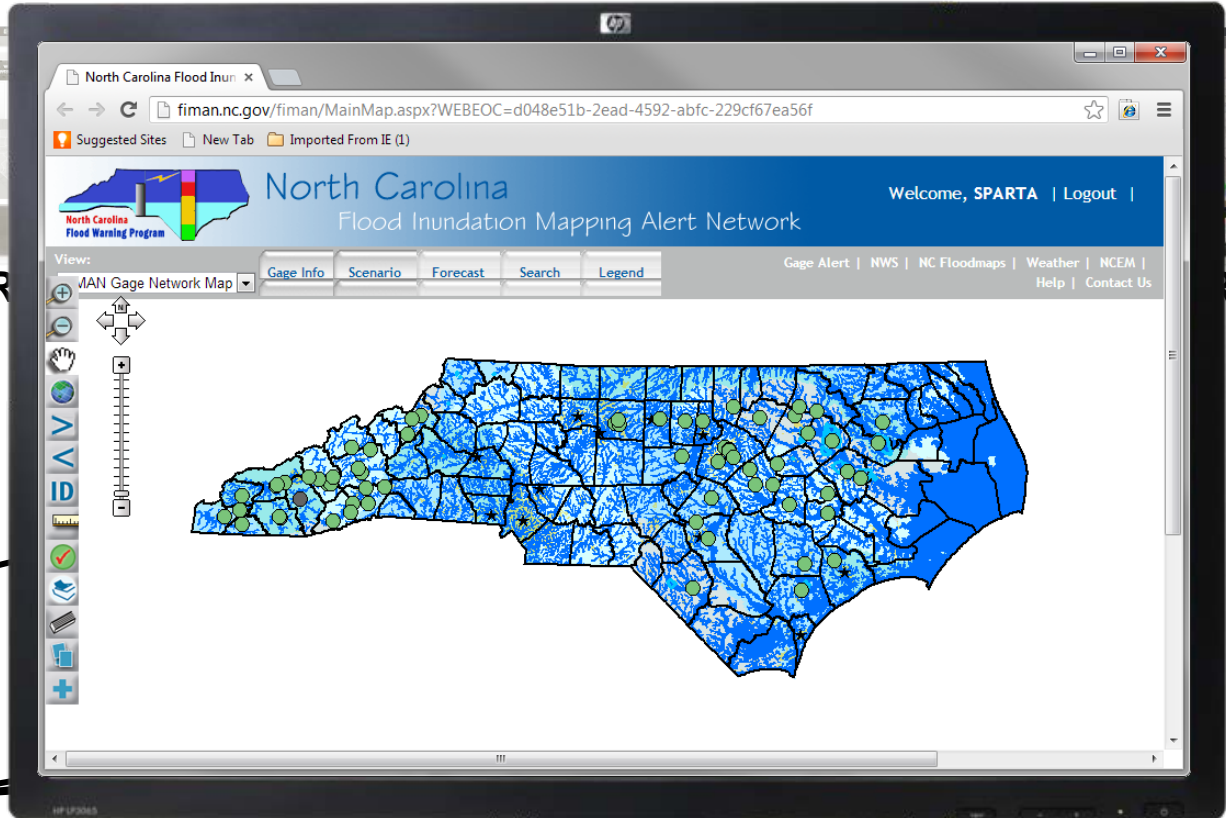 hp
North Carolina Flood Inun ×
fiman.nc.gov/fiman/MainMap.aspx?WEBEOC=d048e51b-2ead-4592-abfc-229cf67ea56f
Suggested Sites New Tab Imported From IE (1)
North Carolina
Flood Warning Program
North Carolina
Flood Inundation Mapping Alert Network
Welcome, SPARTA | Logout |
View:
MAN Gage Network Map
Gage Info Scenario Forecast Search Legend
Gage Alert | NWS | NC Floodmaps | Weather | NCEM |
Help | Contact Us
N
+
-
>
<
ID
R
HP LP3065